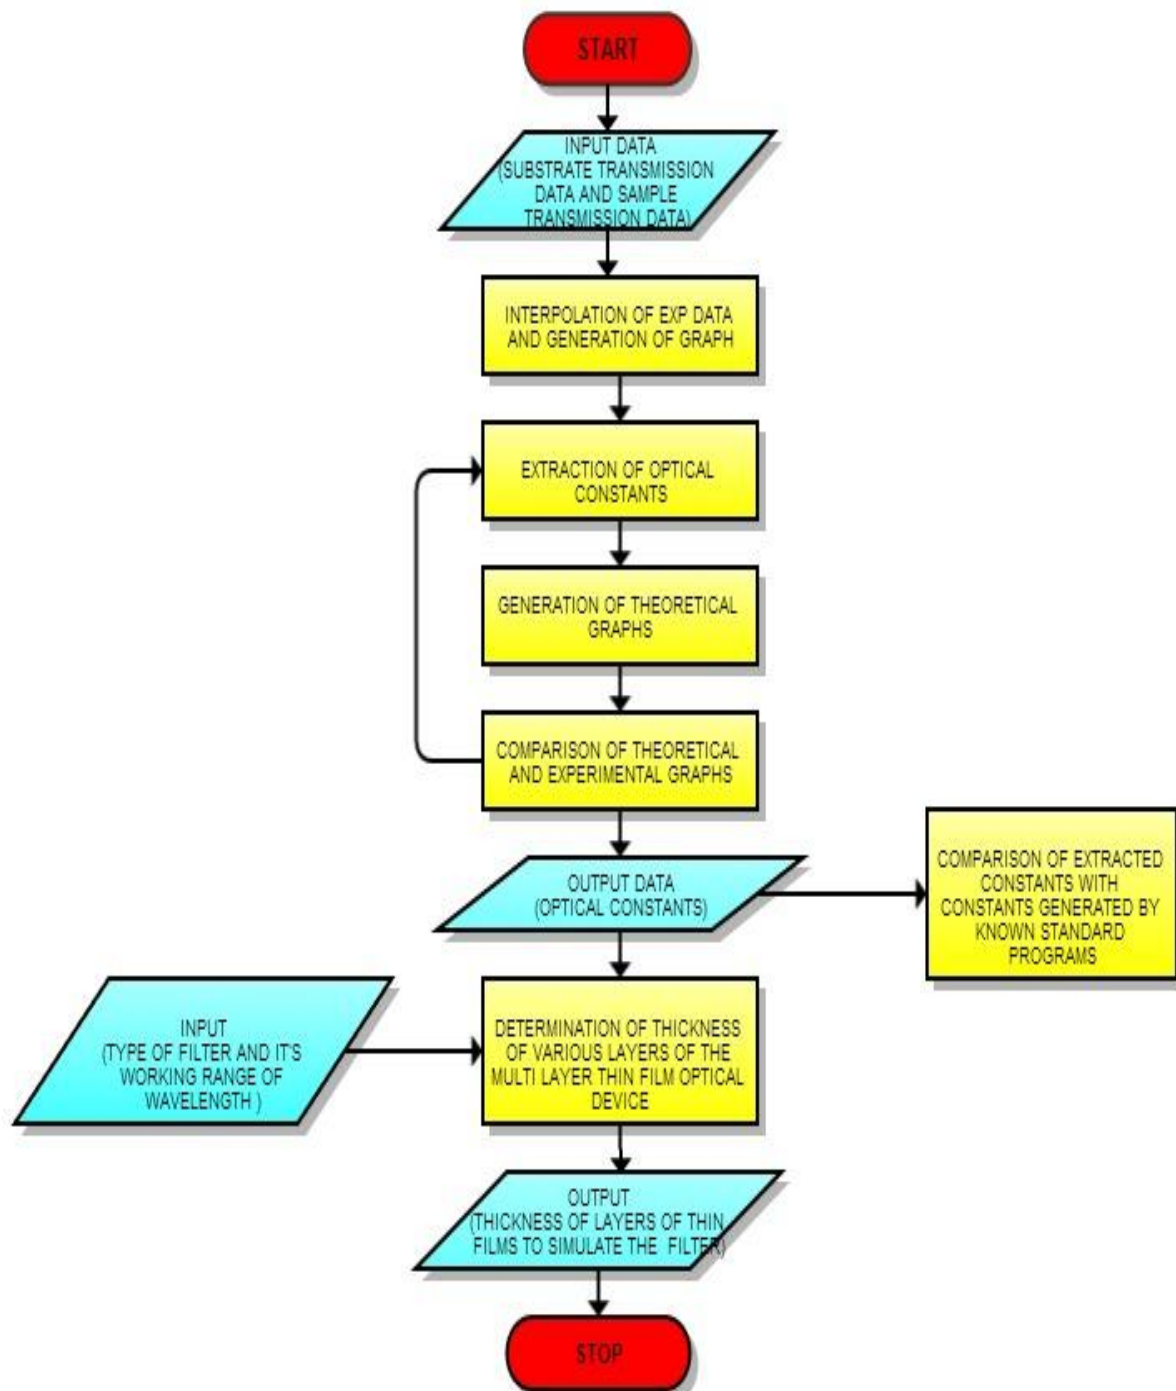 START
INPUT DATA
(SUBSTRATE TRANSMISSION
DATA AND SAMPLE
TRANSMISSION DATA)
INTERPOLATION OF EXP DATA
AND GENERATION OF GRAPH
EXTRACTION OF OPTICAL
CONSTANTS
GENERATION OF THEORETICAL
GRAPHS
COMPARISON OF THEORETICAL
AND EXPERIMENTAL GRAPHS
OUTPUT DATA
(OPTICAL CONSTANTS)
COMPARISON OF EXTRACTED
CONSTANTS WITH
CONSTANTS GENERATED BY
KNOWN STANDARD
PROGRAMS
INPUT
(TYPE OF FILTER AND IT'S
WORKING RANGE OF
WAVELENGTH )
DETERMINATION OF THICKNESS
OF VARIOUS LAYERS OF THE
MULTI LAYER THIN FILM OPTICAL
DEVICE
OUTPUT
(THICKNESS OF LAYERS OF THIN
FILMS TO SIMULATE THE FILTER)
STOP